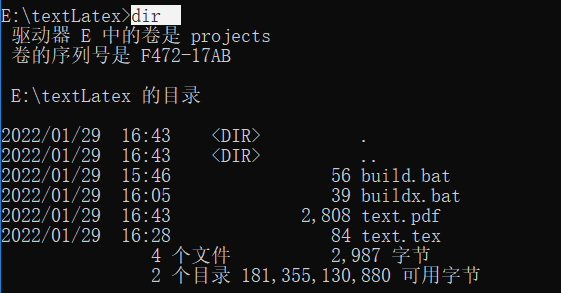 E:\textLatex>dir
驱动器 E 中的卷是 projects
卷的序列号是 F472-17AB
E:\textLatex 的目录
2022/01/29  16:43    <DIR>          .
2022/01/29  16:43    <DIR>          ..
2022/01/29  15:46                56 build.bat
2022/01/29  16:05                39 buildx.bat
2022/01/29  16:43             2,808 text.pdf
2022/01/29  16:28                84 text.tex
4 个文件          2,987 字节
2 个目录 181,355,130,880 可用字节